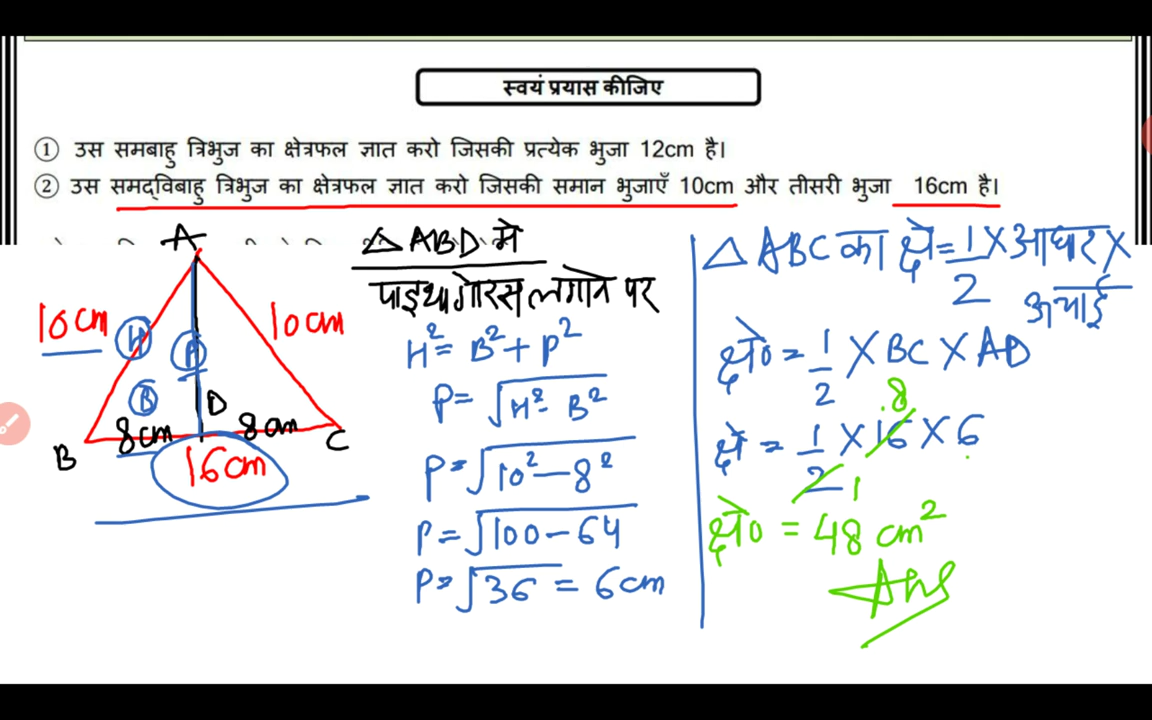 स्वयं प्रयास कीजिए
① उस समबाहु त्रिभुज का क्षेत्रफल ज्ञात करो जिसकी प्रत्येक भुजा 12cm है।
② उस समद्विबाहु त्रिभुज का क्षेत्रफल ज्ञात करो जिसकी समान भुजाएँ 10cm और तीसरी भुजा 16cm है।
A
10cm
10cm
H
P
B
D
8cm
8cm
B
C
16cm
△ ABD मे
पाइथागोरस लगाने पर
H² = B² + P²
P = √H² - B²
P = √10² - 8²
P = √100 - 64
P = √36 = 6cm
△ ABC का क्षे० = 1/2 × आधार ×
ऊचाई
क्षे० = 1/2 × BC × AD
8
क्षे० = 1/2 × 16 × 6
1
क्षे० = 48 cm²
Ans